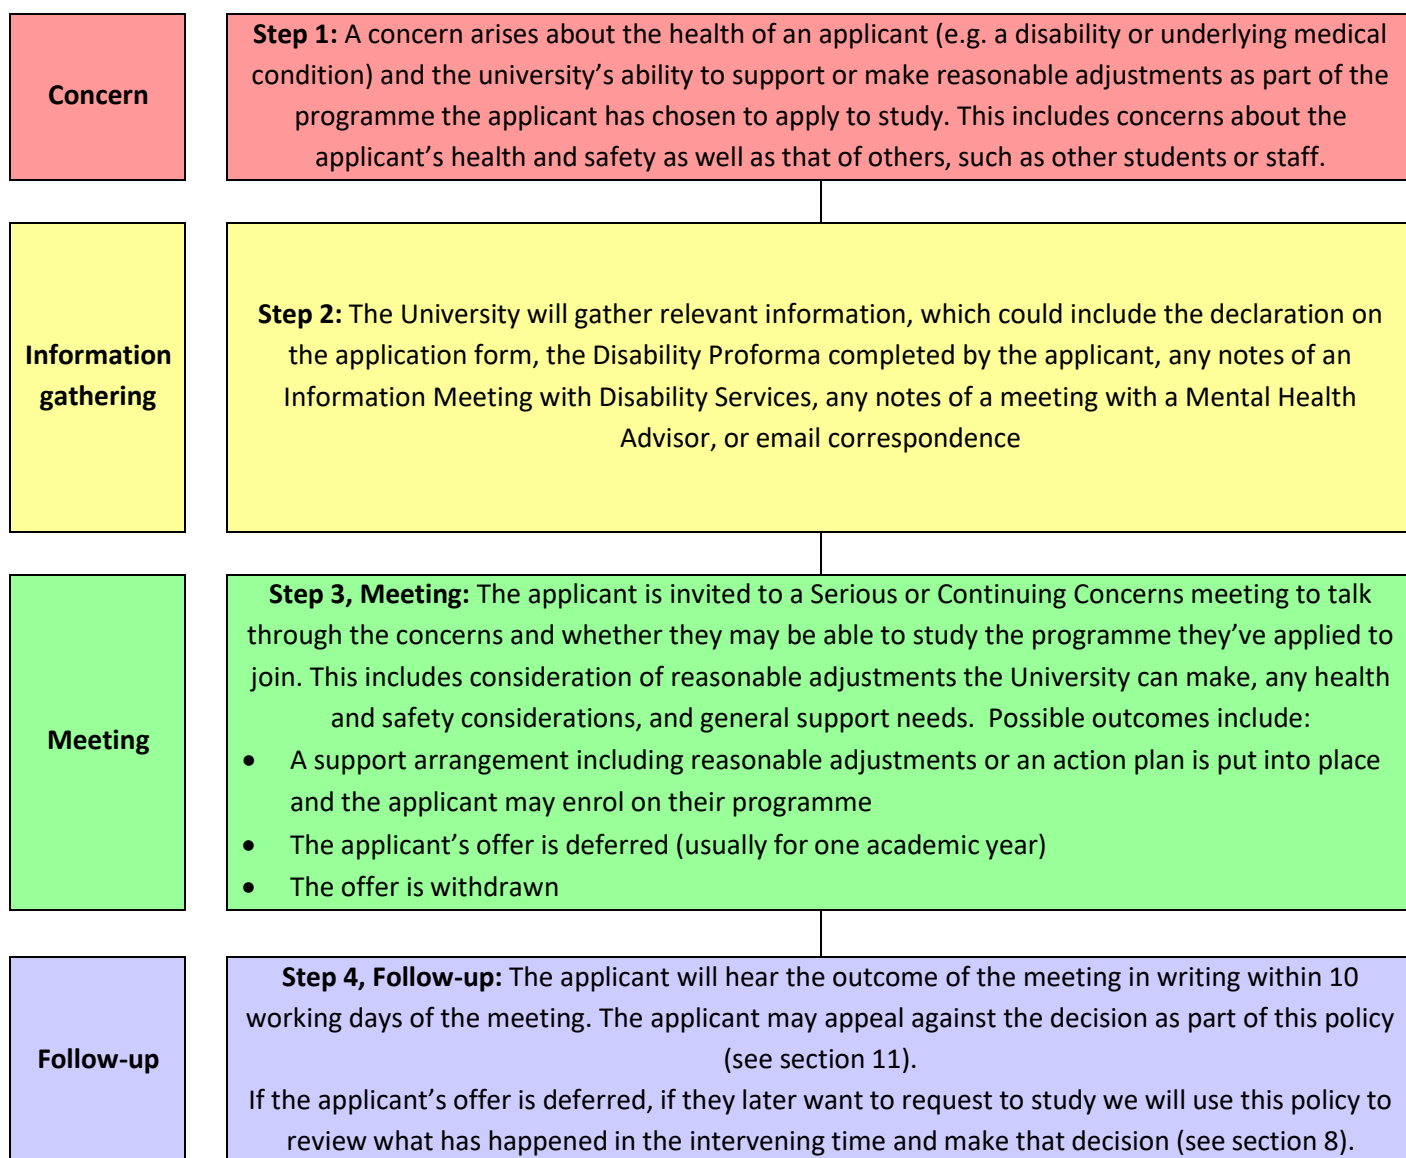 Concern
Step 1: A concern arises about the health of an applicant (e.g. a disability or underlying medical
condition) and the university’s ability to support or make reasonable adjustments as part of the
programme the applicant has chosen to apply to study. This includes concerns about the
applicant’s health and safety as well as that of others, such as other students or staff.
Information
gathering
Step 2: The University will gather relevant information, which could include the declaration on
the application form, the Disability Proforma completed by the applicant, any notes of an
Information Meeting with Disability Services, any notes of a meeting with a Mental Health
Advisor, or email correspondence
Meeting
Step 3, Meeting: The applicant is invited to a Serious or Continuing Concerns meeting to talk
through the concerns and whether they may be able to study the programme they’ve applied to
join. This includes consideration of reasonable adjustments the University can make, any health
and safety considerations, and general support needs.  Possible outcomes include:
• A support arrangement including reasonable adjustments or an action plan is put into place
and the applicant may enrol on their programme
• The applicant’s offer is deferred (usually for one academic year)
• The offer is withdrawn
Follow-up
Step 4, Follow-up: The applicant will hear the outcome of the meeting in writing within 10
working days of the meeting. The applicant may appeal against the decision as part of this policy
(see section 11).
If the applicant’s offer is deferred, if they later want to request to study we will use this policy to
review what has happened in the intervening time and make that decision (see section 8).